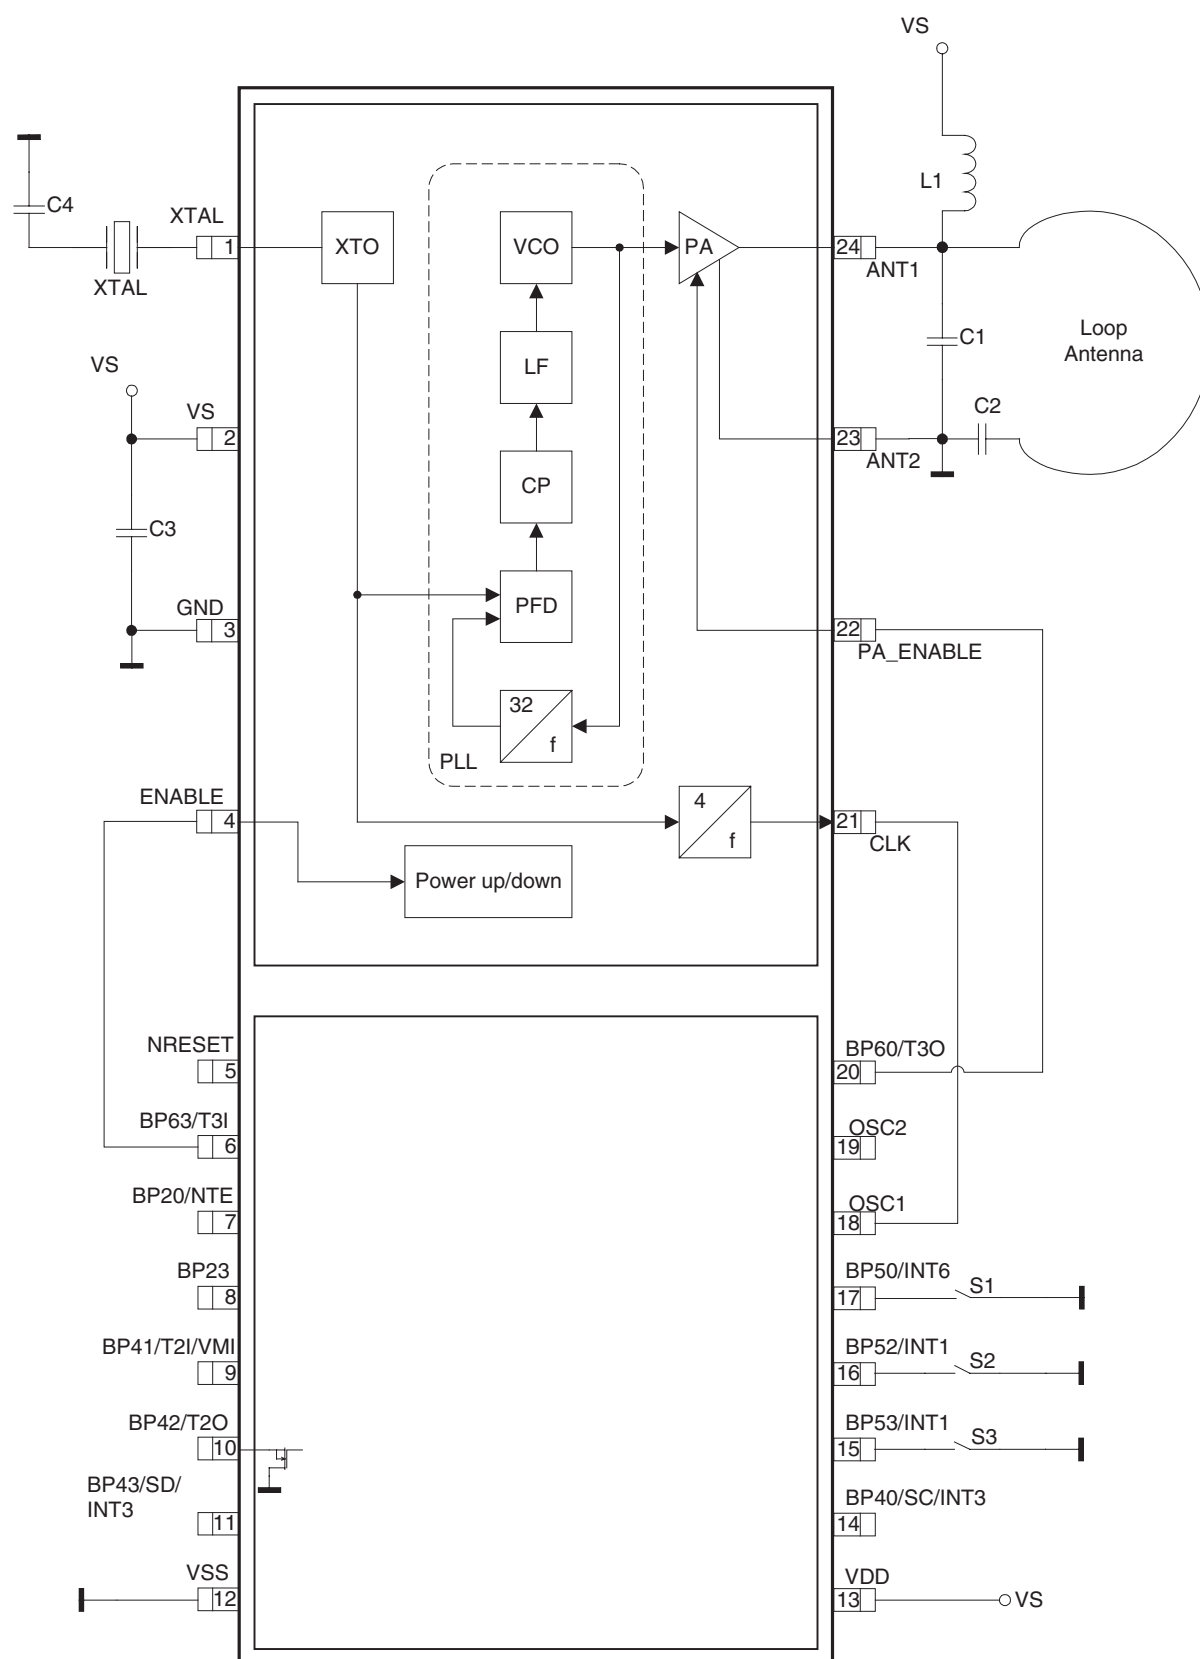 VS
C4
XTAL
1
XTAL
XTO
VCO
PA
24
ANT1
L1
C1
Loop
Antenna
C2
VS
VS
2
LF
23
ANT2
C3
CP
GND
3
PFD
22
PA_ENABLE
32
f
PLL
ENABLE
4
4
f
21
CLK
Power up/down
NRESET
5
BP60/T3O
20
BP63/T3I
6
OSC2
19
BP20/NTE
7
OSC1
18
BP23
8
BP50/INT6
17
S1
BP41/T2I/VMI
9
BP52/INT1
16
S2
BP42/T2O
10
BP53/INT1
15
S3
BP43/SD/
INT3
11
BP40/SC/INT3
14
VSS
12
VDD
13
VS